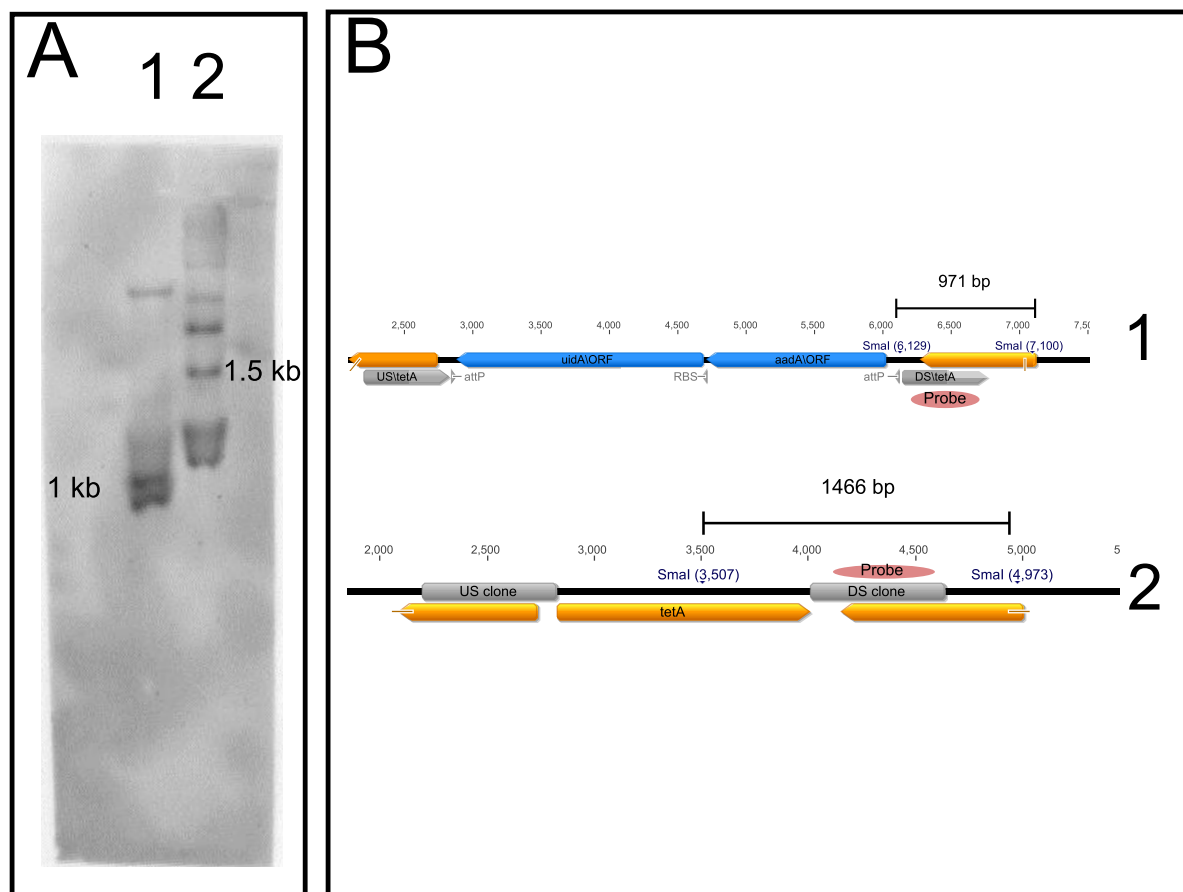 A
1 2
1.5 kb
1 kb
B
971 bp
2,500 3,000 3,500 4,000 4,500 5,000 5,500 6,000 6,500 7,000 7,50
1
SmaI (6,129) SmaI (7,100)
uidA\ORF aadA\ORF
US\tetA attP RBS attP DS\tetA
Probe
1466 bp
2,000 2,500 3,000 3,500 4,000 4,500 5,000 5
Probe
SmaI (3,507) SmaI (4,973)
2
US clone DS clone
tetA